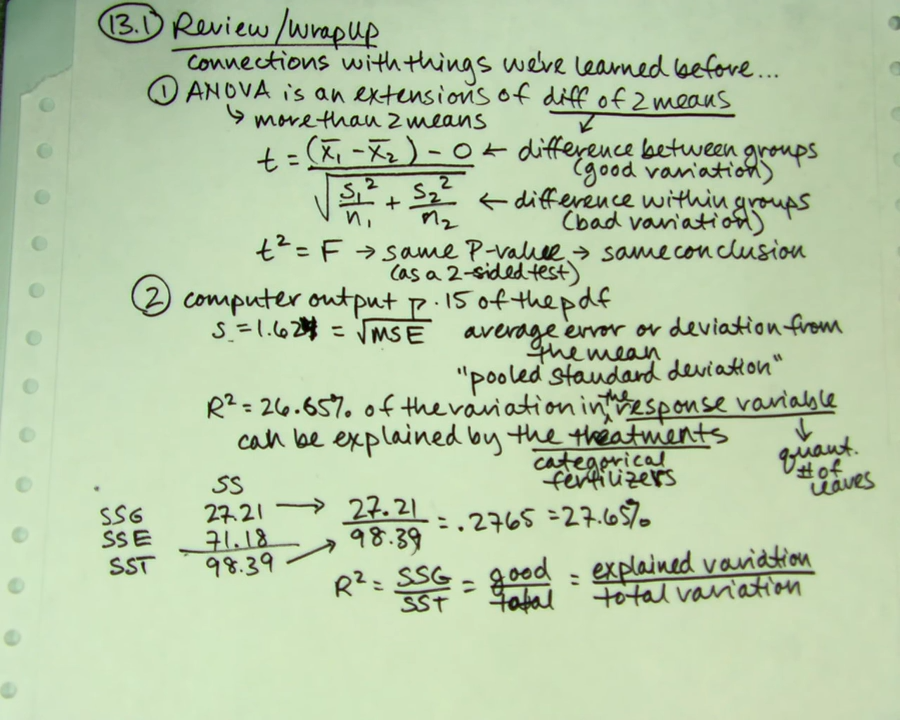 13.1 Review/WrapUp
connections with things we've learned before...
① ANOVA is an extensions of diff of 2 means
↳ more than 2 means
t = (x̄₁ - x̄₂) - 0 ← difference between groups
(good variation)
√ s₁²/n₁ + s₂²/n₂ ← difference within groups
(bad variation)
t² = F → same P-value → same conclusion
(as a 2-sided test)
② computer output p. 15 of the pdf
s = 1.624 = √MSE average error or deviation from
the mean
"pooled standard deviation"
R² = 26.65% of the variation in the response variable
can be explained by the treatments
categorical
fertilizers
quant.
# of
leaves
SS
SSG 27.21 → 27.21/98.39 = .2765 = 27.65%
SSE 71.18
SST 98.39
R² = SSG/SST = good/total = explained variation/total variation